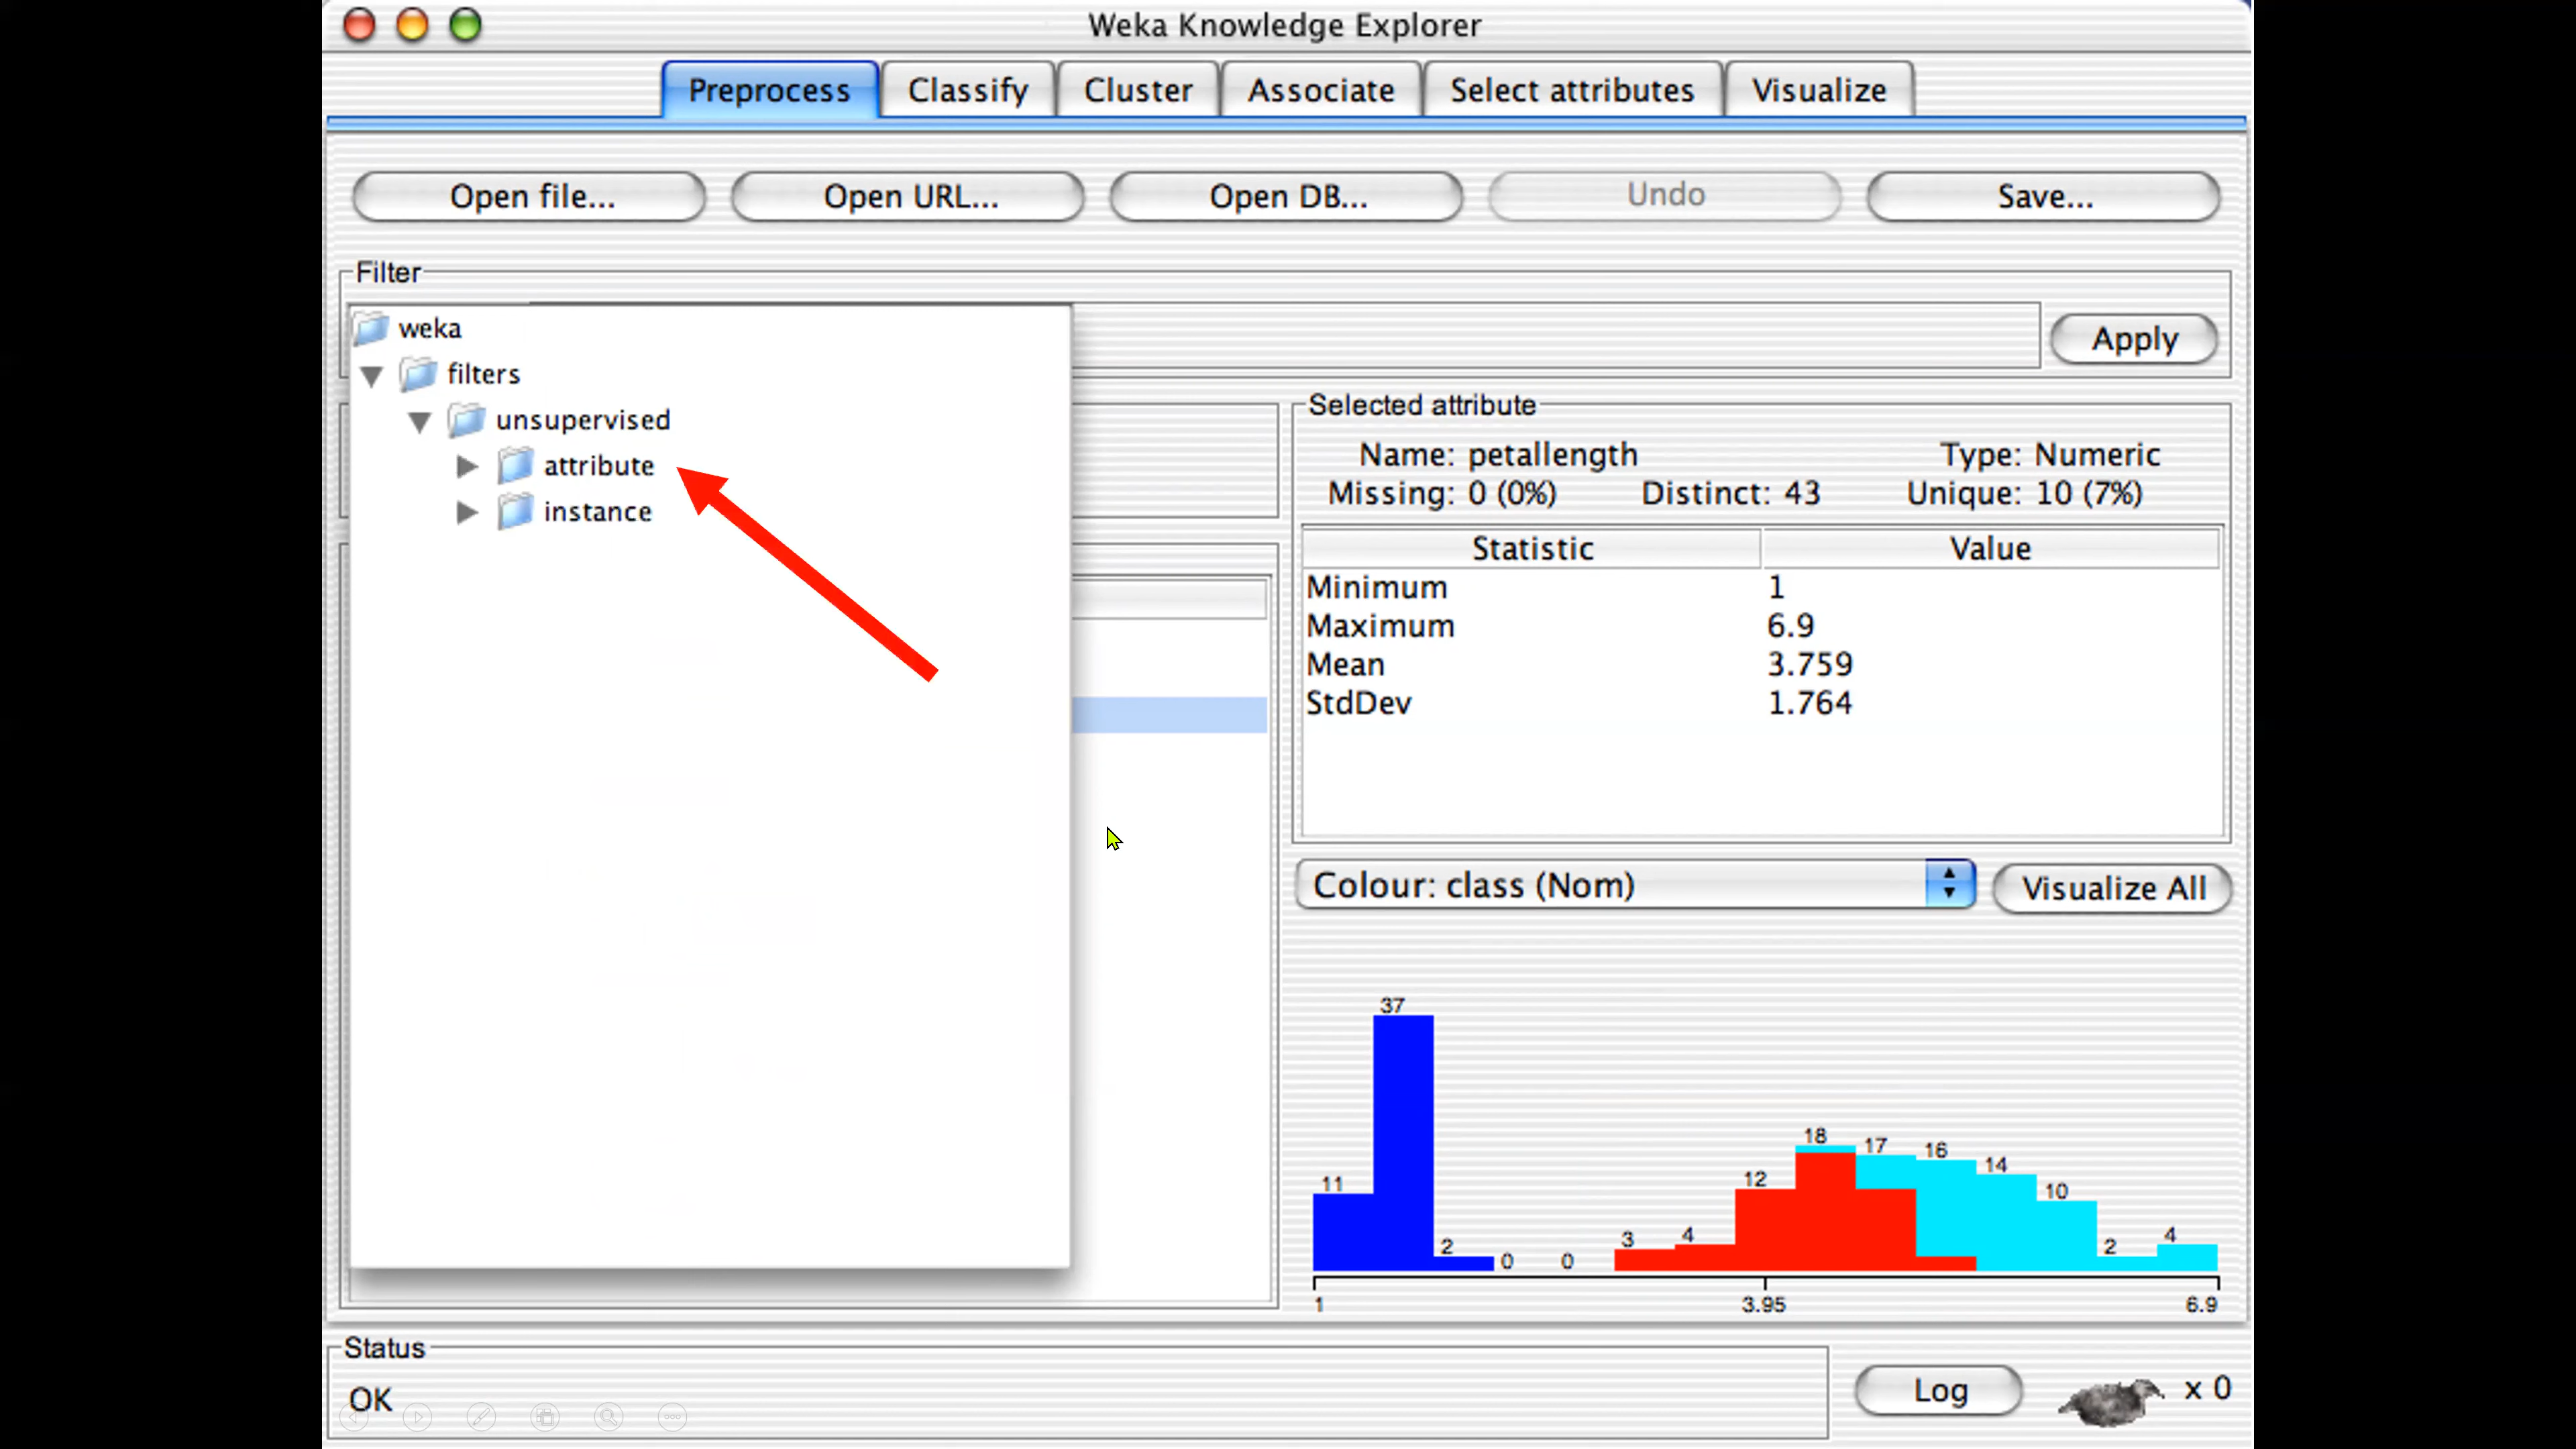 Weka Knowledge Explorer
Preprocess Classify Cluster Associate Select attributes Visualize
Open file... Open URL... Open DB... Undo Save...
Filter
weka
filters
unsupervised
attribute
instance
Apply
Selected attribute
Name: petallength Type: Numeric
Missing: 0 (0%) Distinct: 43 Unique: 10 (7%)
Statistic Value
Minimum 1
Maximum 6.9
Mean 3.759
StdDev 1.764
Colour: class (Nom) Visualize All
37
18 17 16 14
11 12 10
3 4 2 4
2 0 0
1 3.95 6.9
Status
OK
Log x 0